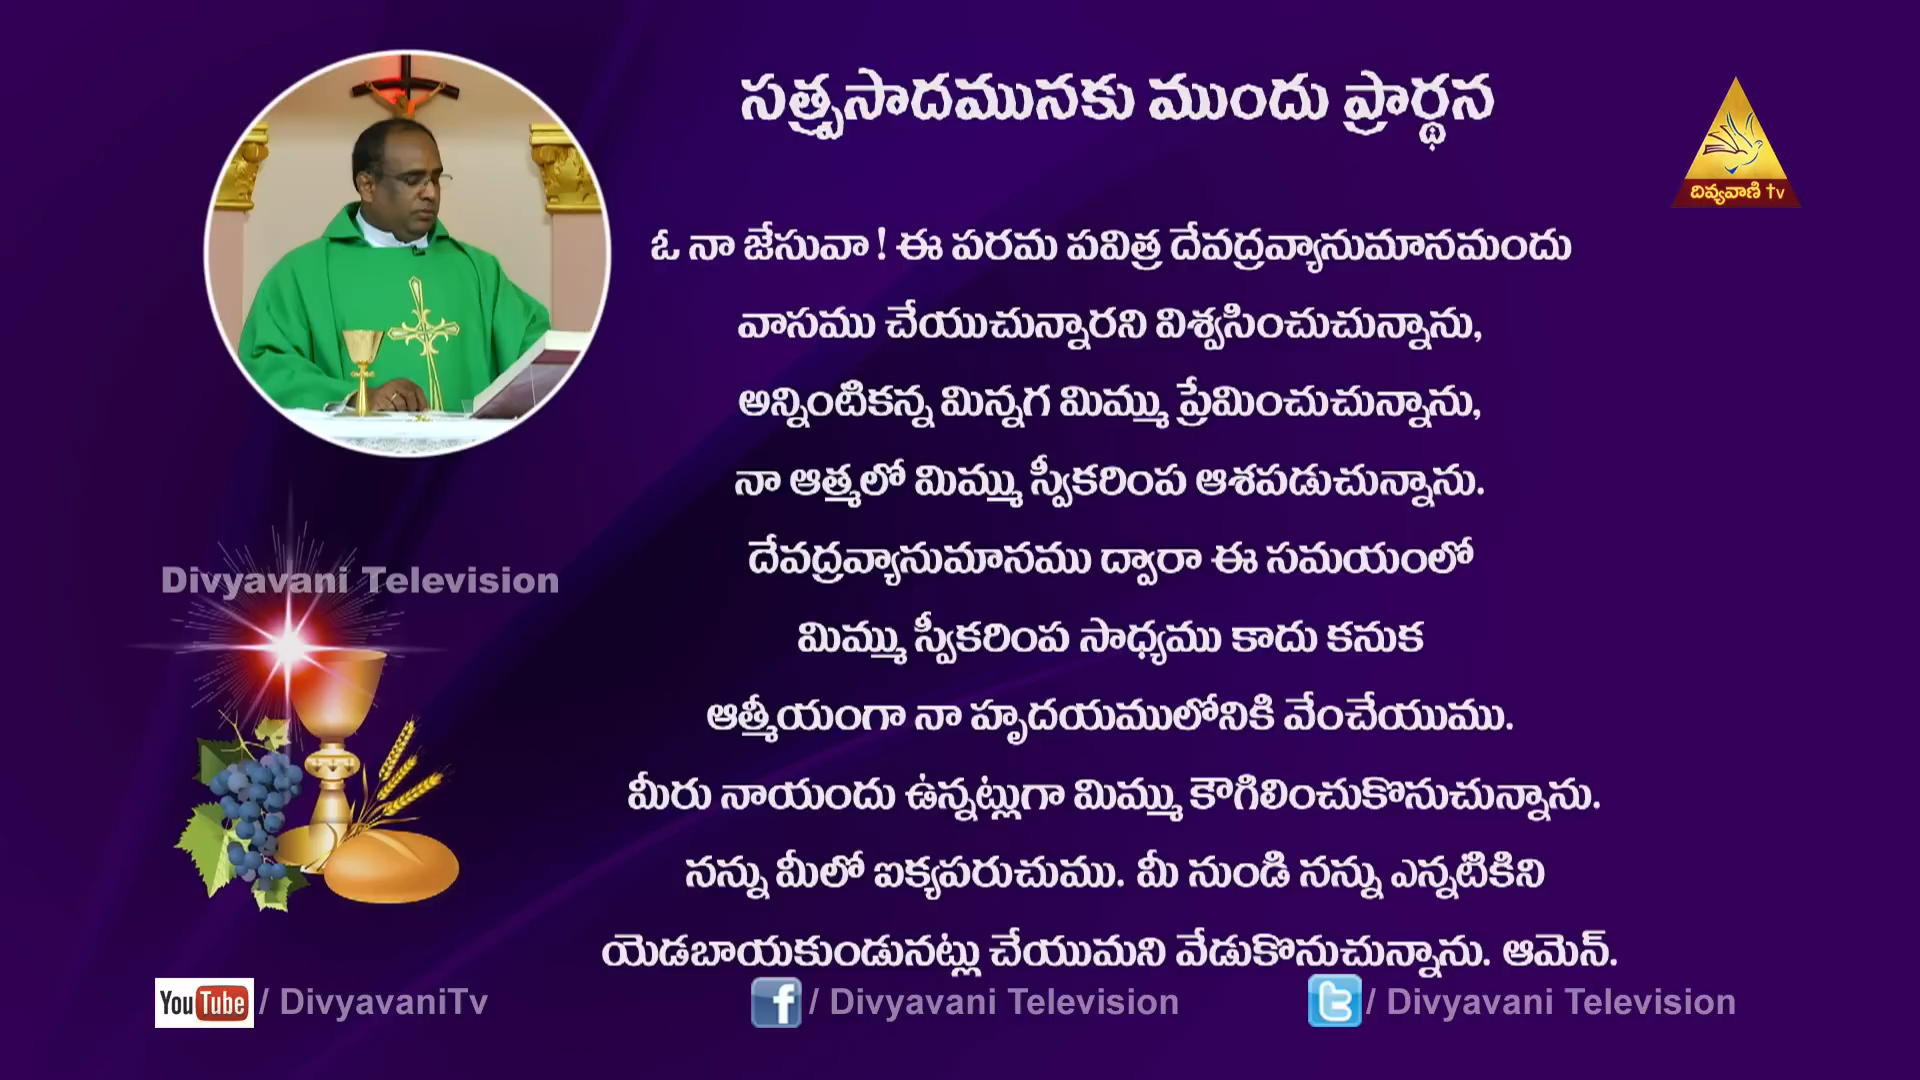 సత్ప్రసాదమునకు ముందు ప్రార్థన
దివ్యవాణి tv
ఓ నా జేసువా! ఈ పరమ పవిత్ర దేవద్రవ్యానుమానమందు
వాసము చేయుచున్నారని విశ్వసించుచున్నాను,
అన్నింటికన్న మిన్నగ మిమ్ము ప్రేమించుచున్నాను,
నా ఆత్మలో మిమ్ము స్వీకరింప ఆశపడుచున్నాను.
దేవద్రవ్యానుమానము ద్వారా ఈ సమయంలో
మిమ్ము స్వీకరింప సాధ్యము కాదు కనుక
ఆత్మీయంగా నా హృదయములోనికి వేంచేయుము.
మీరు నాయందు ఉన్నట్లుగా మిమ్ము కౌగిలించుకొనుచున్నాను.
నన్ను మీలో ఐక్యపరుచుము. మీ నుండి నన్ను ఎన్నటికిని
యెడబాయకుండునట్లు చేయుమని వేడుకొనుచున్నాను. ఆమెన్.
Divyavani Television
YouTube / DivyavaniTv
f / Divyavani Television
t / Divyavani Television